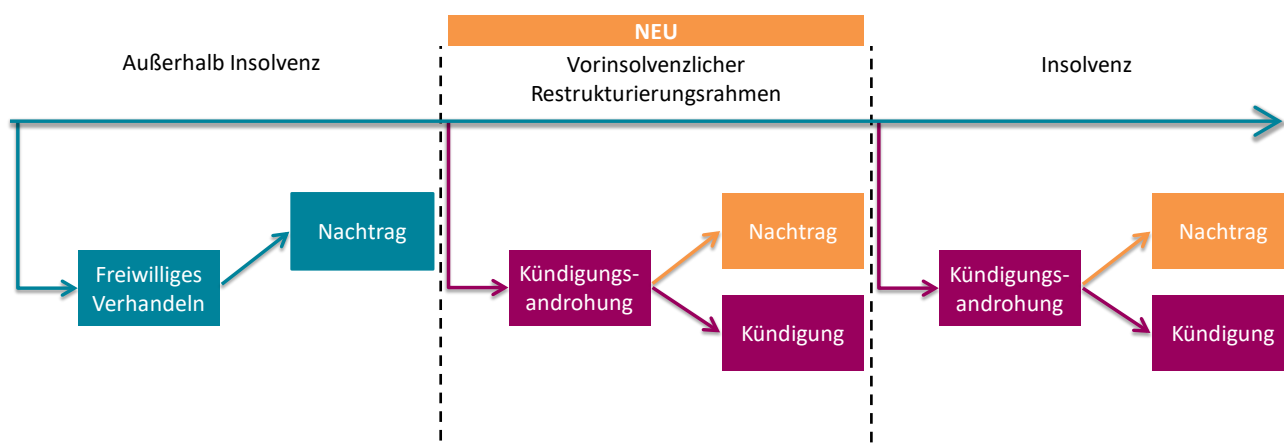 NEU
Außerhalb Insolvenz
Vorinsolvenzlicher
Restrukturierungsrahmen
Insolvenz
Nachtrag
Freiwilliges
Verhandeln
Nachtrag
Kündigungs-
androhung
Kündigung
Nachtrag
Kündigungs-
androhung
Kündigung